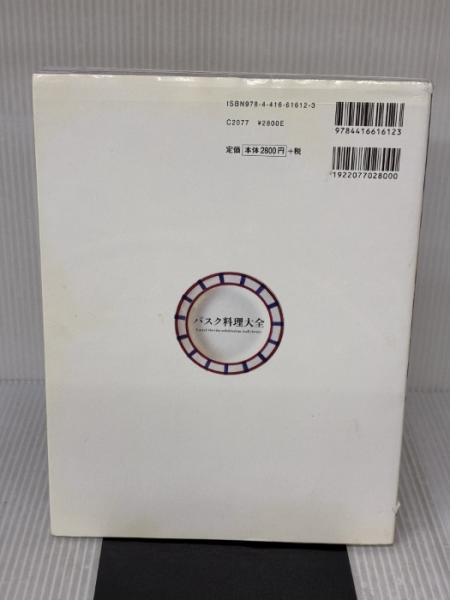 ISBN978-4-416-61612-3
C2077 ¥2800E
定価 本体2800円 +税
9784416616123
1922077028000
バスク料理大全